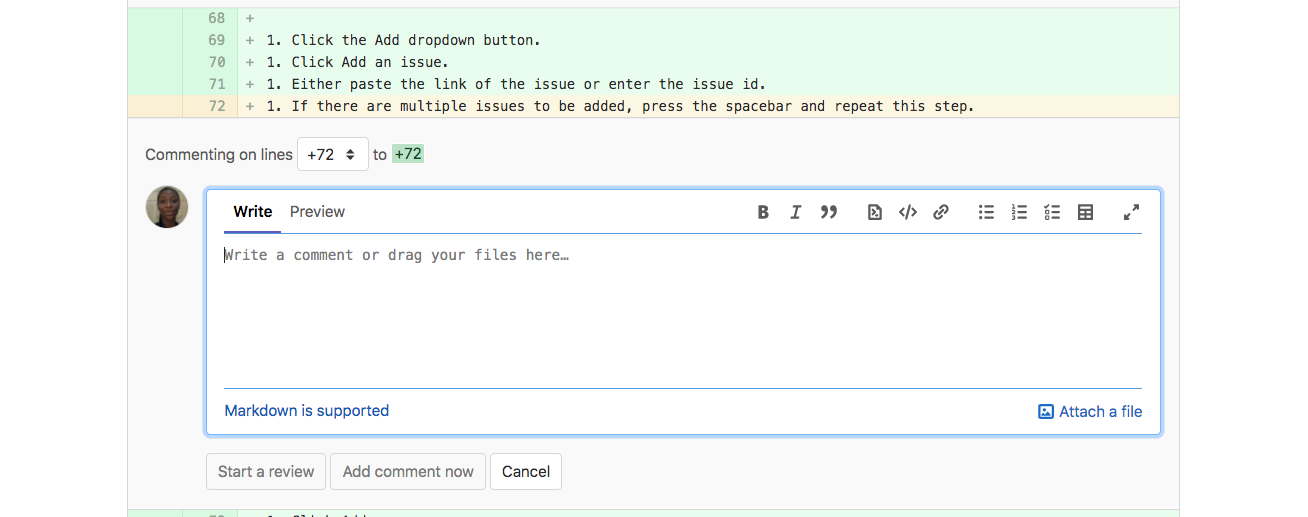 68 +
69 + 1. Click the Add dropdown button.
70 + 1. Click Add an issue.
71 + 1. Either paste the link of the issue or enter the issue id.
72 + 1. If there are multiple issues to be added, press the spacebar and repeat this step.
Commenting on lines +72 to +72
Write Preview
Write a comment or drag your files here…
Markdown is supported Attach a file
Start a review Add comment now Cancel